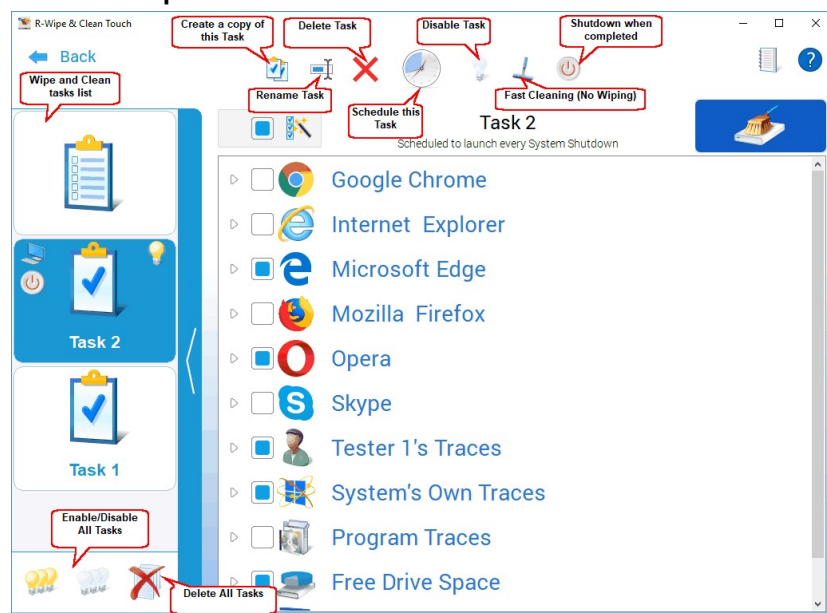 R-Wipe & Clean Touch
Create a copy of
this Task
Delete Task
Disable Task
Shutdown when
completed
Back
Wipe and Clean
tasks list
Rename Task
Schedule this
Task
Fast Cleaning (No Wiping)
Task 2
Scheduled to launch every System Shutdown
Google Chrome
Internet Explorer
Microsoft Edge
Mozilla Firefox
Task 2
Opera
Skype
Tester 1's Traces
Task 1
System's Own Traces
Enable/Disable
All Tasks
Program Traces
Free Drive Space
Delete All Tasks